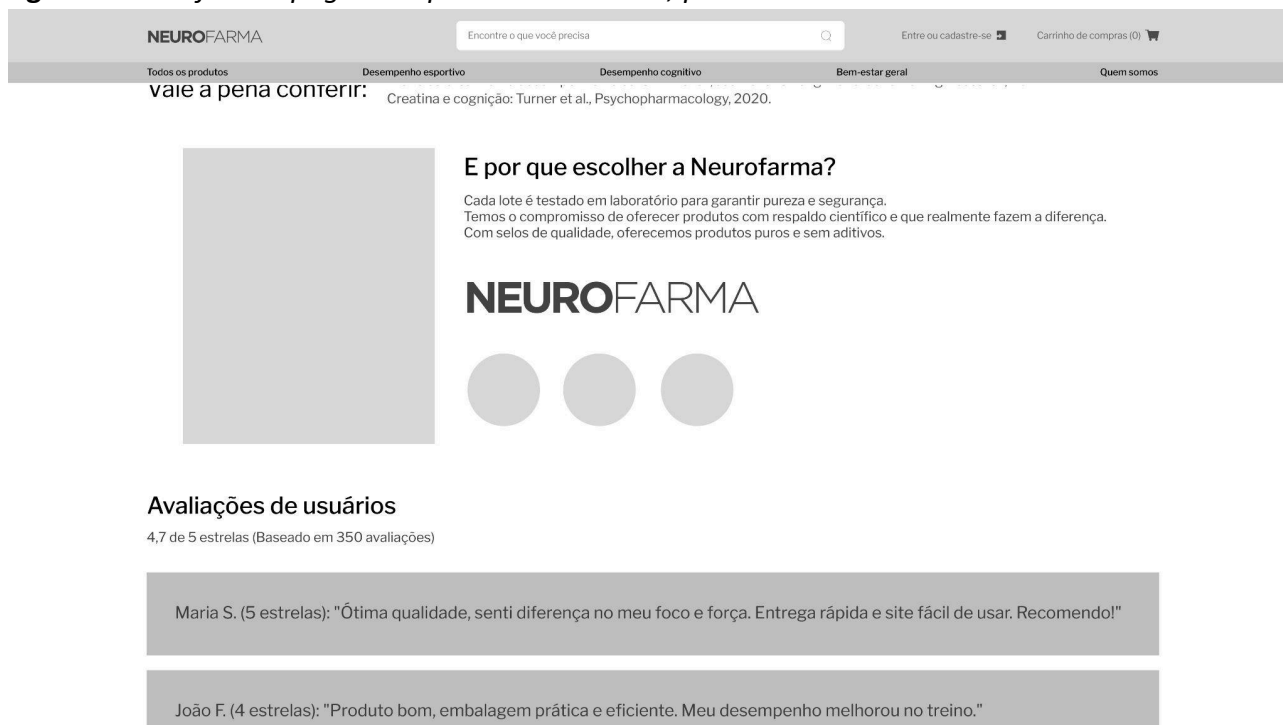 NEUROFARMA
Encontre o que você precisa
Entre ou cadastre-se
Carrinho de compras (0)
Todos os produtos
Desempenho esportivo
Desempenho cognitivo
Bem-estar geral
Quem somos
Vale a pena conferir:
Creatina e cognição: Turner et al., Psychopharmacology, 2020.
E por que escolher a Neurofarma?
Cada lote é testado em laboratório para garantir pureza e segurança.
Temos o compromisso de oferecer produtos com respaldo científico e que realmente fazem a diferença.
Com selos de qualidade, oferecemos produtos puros e sem aditivos.
NEUROFARMA
Avaliações de usuários
4,7 de 5 estrelas (Baseado em 350 avaliações)
Maria S. (5 estrelas): "Ótima qualidade, senti diferença no meu foco e força. Entrega rápida e site fácil de usar. Recomendo!"
João F. (4 estrelas): "Produto bom, embalagem prática e eficiente. Meu desempenho melhorou no treino."